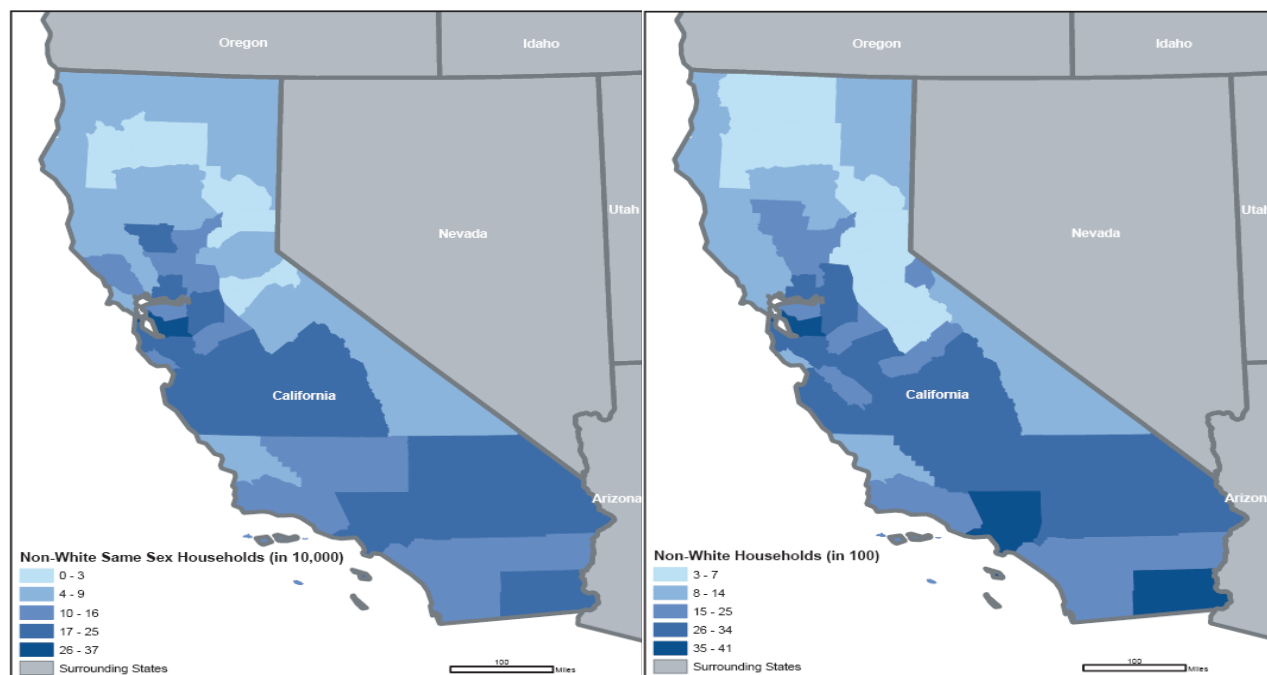 Oregon
Idaho
Utah
Nevada
California
Arizona
Non-White Same Sex Households (in 10,000)
0 - 3
4 - 9
10 - 16
17 - 25
26 - 37
Surrounding States
100
Miles
Oregon
Idaho
Utah
Nevada
California
Arizona
Non-White Households (in 100)
3 - 7
8 - 14
15 - 25
26 - 34
35 - 41
Surrounding States
100
Miles